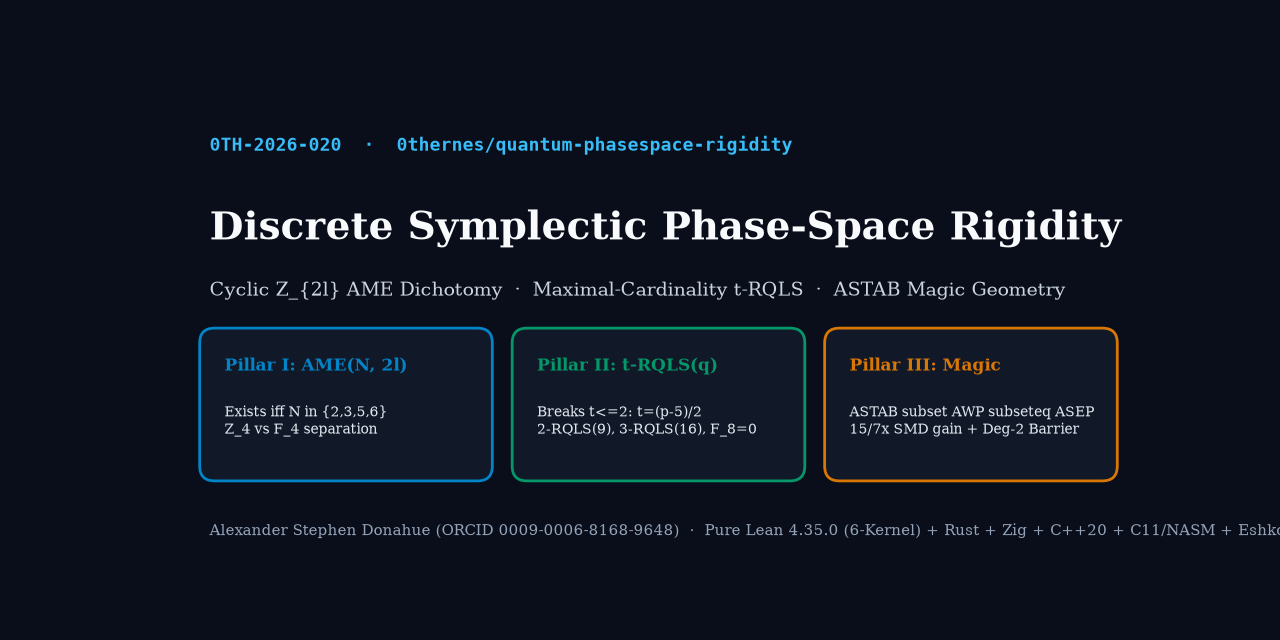 0TH-2026-020 · 0thernes/quantum-phasespace-rigidity
Discrete Symplectic Phase-Space Rigidity
Cyclic Z_{2l} AME Dichotomy · Maximal-Cardinality t-RQLS · ASTAB Magic Geometry
Pillar I: AME(N, 2l)
Exists iff N in {2,3,5,6}
Z_4 vs F_4 separation
Pillar II: t-RQLS(q)
Breaks t<=2: t=(p-5)/2
2-RQLS(9), 3-RQLS(16), F_8=0
Pillar III: Magic
ASTAB subset AWP subseteq ASEP
15/7x SMD gain + Deg-2 Barrier
Alexander Stephen Donahue (ORCID 0009-0006-8168-9648) · Pure Lean 4.35.0 (6-Kernel) + Rust + Zig + C++20 + C11/NASM +